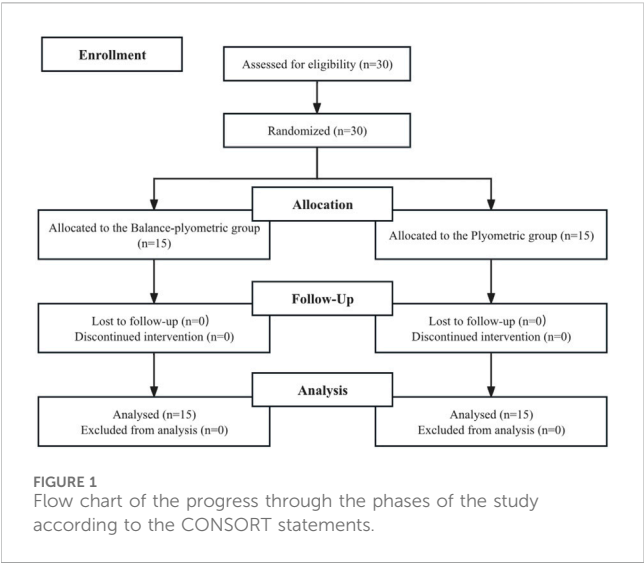 Enrollment
Assessed for eligibility (n=30)
Randomized (n=30)
Allocation
Allocated to the Balance-plyometric group
(n=15)
Allocated to the Plyometric group (n=15)
Follow-Up
Lost to follow-up (n=0)
Discontinued intervention (n=0)
Lost to follow-up (n=0)
Discontinued intervention (n=0)
Analysis
Analysed (n=15)
Excluded from analysis (n=0)
Analysed (n=15)
Excluded from analysis (n=0)
FIGURE 1
Flow chart of the progress through the phases of the study
according to the CONSORT statements.